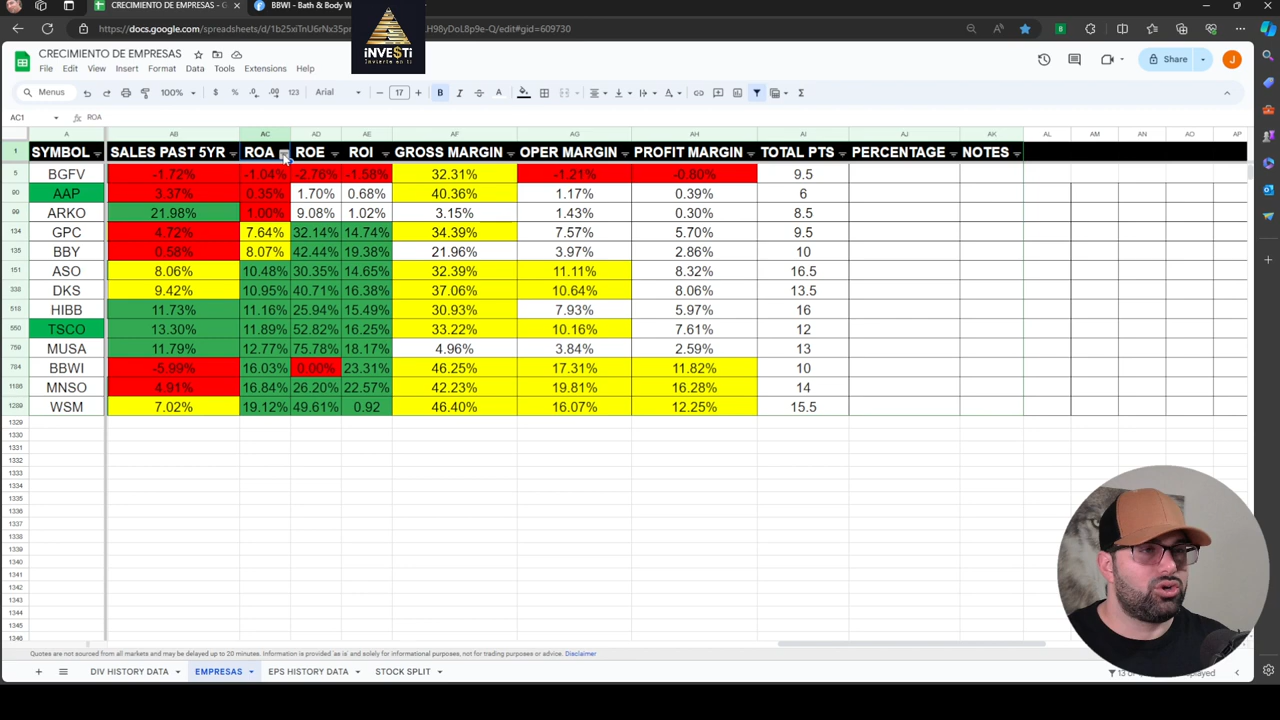 CRECIMIENTO DE EMPRESAS - G
BBWI - Bath & Body W
https://docs.google.com/spreadsheets/d/1b25xiTnU6rNx35pr
LH98yDoL8p9e-Q/edit#gid=609730
iNVE$Ti
Invierte en ti
CRECIMIENTO DE EMPRESAS
File Edit View Insert Format Data Tools Extensions Help
Share
J
Menus 100% $ % .0 .00 123 Arial 17 B I A
AC1 ROA
A AB AC AD AE AF AG AH AI AJ AK AL AM AN AO AP
1 SYMBOL SALES PAST 5YR ROA ROE ROI GROSS MARGIN OPER MARGIN PROFIT MARGIN TOTAL PTS PERCENTAGE NOTES
5 BGFV -1.72% -1.04% -2.76% -1.58% 32.31% -1.21% -0.80% 9.5
90 AAP 3.37% 0.35% 1.70% 0.68% 40.36% 1.17% 0.39% 6
99 ARKO 21.98% 1.00% 9.08% 1.02% 3.15% 1.43% 0.30% 8.5
134 GPC 4.72% 7.64% 32.14% 14.74% 34.39% 7.57% 5.70% 9.5
135 BBY 0.58% 8.07% 42.44% 19.38% 21.96% 3.97% 2.86% 10
151 ASO 8.06% 10.48% 30.35% 14.65% 32.39% 11.11% 8.32% 16.5
338 DKS 9.42% 10.95% 40.71% 16.38% 37.06% 10.64% 8.06% 13.5
518 HIBB 11.73% 11.16% 25.94% 15.49% 30.93% 7.93% 5.97% 16
550 TSCO 13.30% 11.89% 52.82% 16.25% 33.22% 10.16% 7.61% 12
759 MUSA 11.79% 12.77% 75.78% 18.17% 4.96% 3.84% 2.59% 13
784 BBWI -5.99% 16.03% 0.00% 23.31% 46.25% 17.31% 11.82% 10
1186 MNSO 4.91% 16.84% 26.20% 22.57% 42.23% 19.81% 16.28% 14
1289 WSM 7.02% 19.12% 49.61% 0.92 46.40% 16.07% 12.25% 15.5
1329
1330
1331
1333
1334
1335
1336
1337
1338
1339
1340
1342
1343
1344
1345
1346
Quotes are not sourced from all markets and may be delayed up to 20 minutes. Information is provided 'as is' and solely for informational purposes, not for trading purposes or advice. Disclaimer
DIV HISTORY DATA EMPRESAS EPS HISTORY DATA STOCK SPLIT